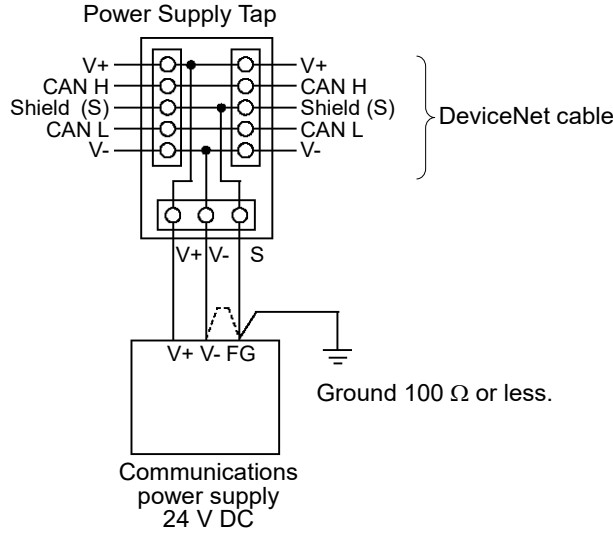 Power Supply Tap
V+ V+
CAN H CAN H
Shield (S) Shield (S)
CAN L CAN L
V- V-
DeviceNet cable
V+ V- S
V+ V- FG
Ground 100 Ω or less.
Communications
power supply
24 V DC